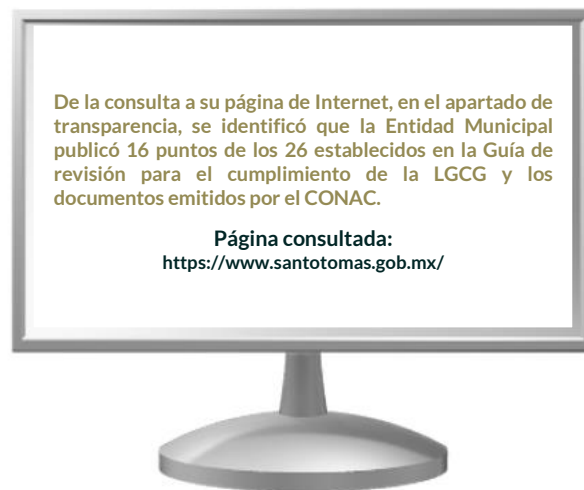 De la consulta a su página de Internet, en el apartado de
transparencia, se identificó que la Entidad Municipal
publicó 16 puntos de los 26 establecidos en la Guía de
revisión para el cumplimiento de la LGCG y los
documentos emitidos por el CONAC.
Página consultada:
https://www.santotomas.gob.mx/